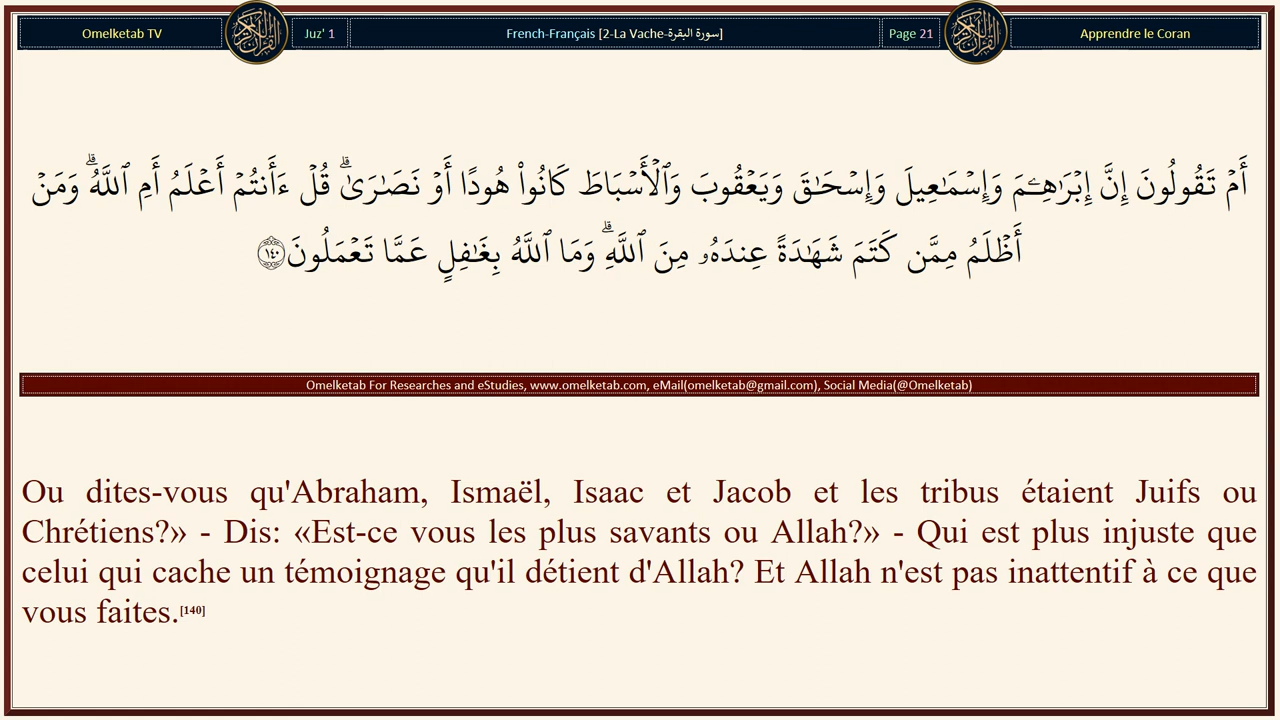 Omelketab TV
Juz' 1
French-Français [2-La Vache-سورة البقرة]
Page 21
Apprendre le Coran
أَمۡ تَقُولُونَ إِنَّ إِبۡرَٰهِـۧمَ وَإِسۡمَٰعِيلَ وَإِسۡحَٰقَ وَيَعۡقُوبَ وَٱلۡأَسۡبَاطَ كَانُواْ هُودًا أَوۡ نَصَٰرَىٰۗ قُلۡ ءَأَنتُمۡ أَعۡلَمُ أَمِ ٱللَّهُۗ وَمَنۡ
أَظۡلَمُ مِمَّن كَتَمَ شَهَٰدَةً عِندَهُۥ مِنَ ٱللَّهِۗ وَمَا ٱللَّهُ بِغَٰفِلٍ عَمَّا تَعۡمَلُونَ ١٤٠
Omelketab For Researches and eStudies, www.omelketab.com, eMail(omelketab@gmail.com), Social Media(@Omelketab)
Ou dites-vous qu'Abraham, Ismaël, Isaac et Jacob et les tribus étaient Juifs ou
Chrétiens?» - Dis: «Est-ce vous les plus savants ou Allah?» - Qui est plus injuste que
celui qui cache un témoignage qu'il détient d'Allah? Et Allah n'est pas inattentif à ce que
vous faites.[140]